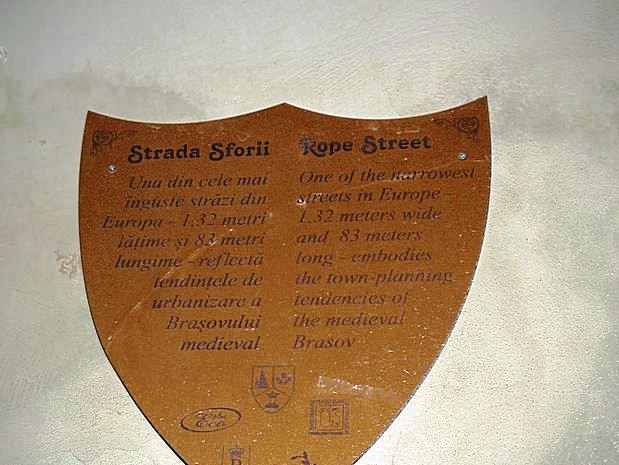 Strada Sforii
Una din cele mai
înguste străzi din
Europa - 1,32 metri
lățime și 83 metri
lungime - reflectă
tendințele de
urbanizare a
Brașovului
medieval
Rope Street
One of the narrowest
streets in Europe -
1.32 meters wide
and 83 meters
long - embodies
the town-planning
tendencies of
the medieval
Brasov